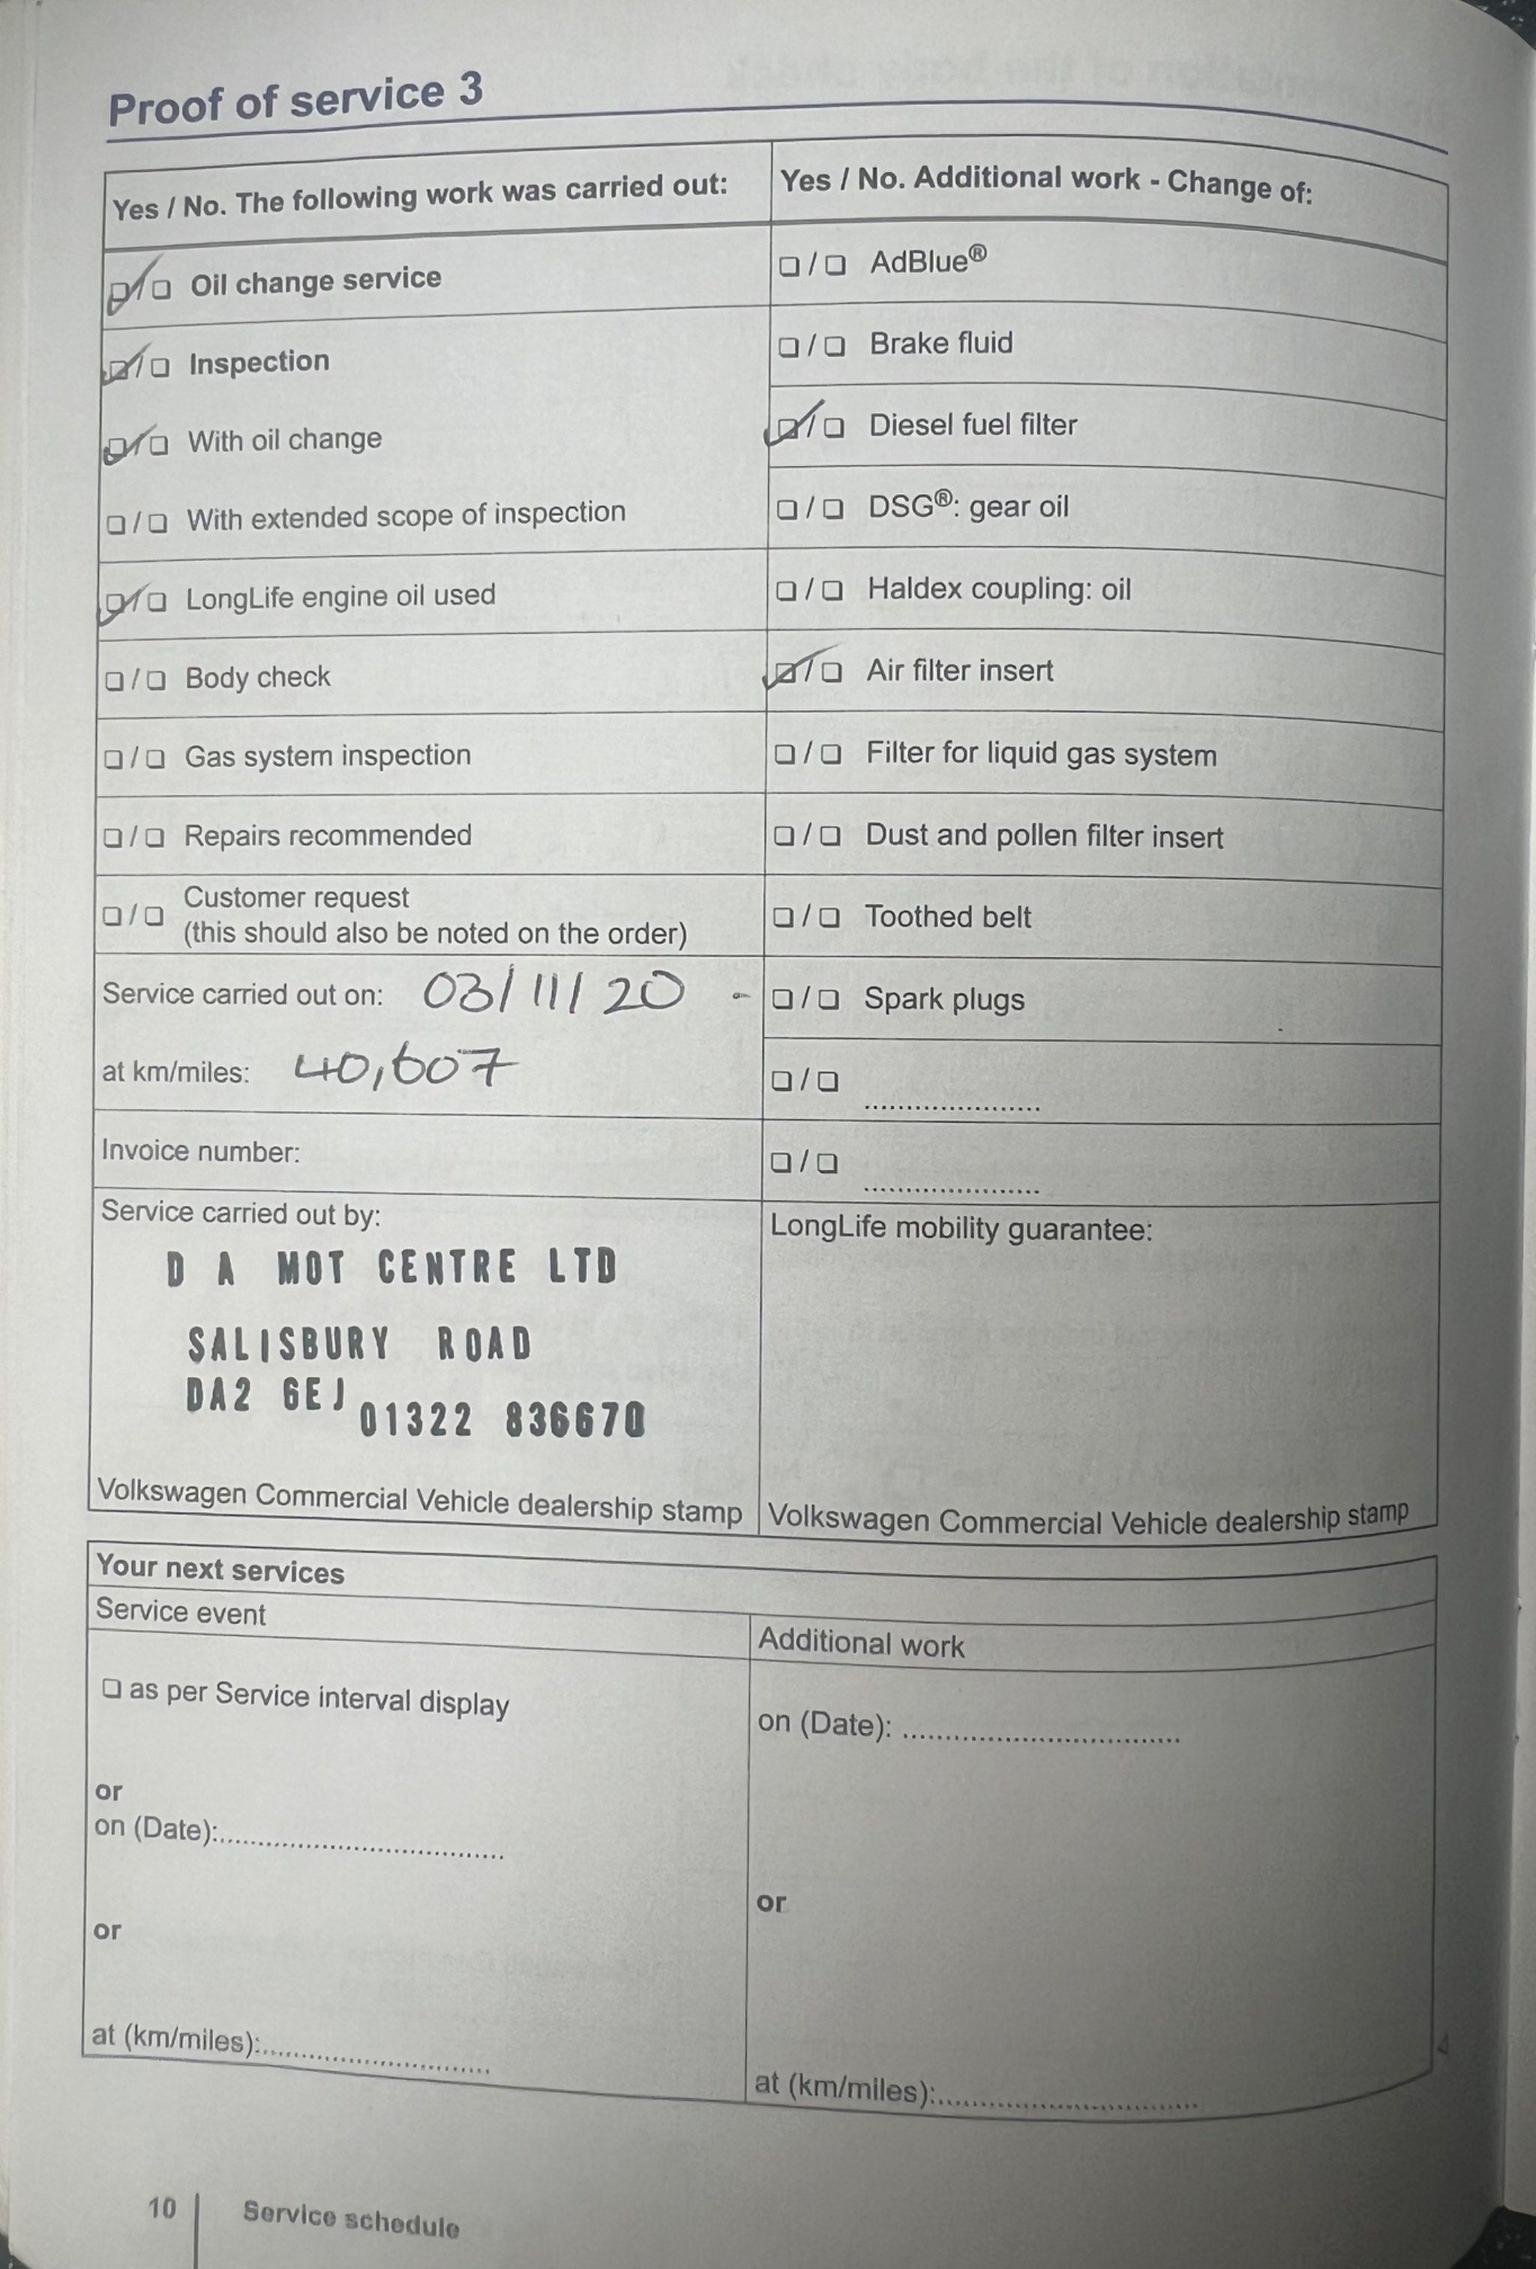 Proof of service 3
Yes / No. The following work was carried out:
☑/☐ Oil change service
☑/☐ Inspection
☑/☐ With oil change
☐/☐ With extended scope of inspection
☑/☐ LongLife engine oil used
☐/☐ Body check
☐/☐ Gas system inspection
☐/☐ Repairs recommended
☐/☐ Customer request
(this should also be noted on the order)
Service carried out on: 03/11/20 -
at km/miles: 40,607
Invoice number:
Service carried out by:
D A MOT CENTRE LTD
SALISBURY ROAD
DA2 6EJ
01322 836670
Volkswagen Commercial Vehicle dealership stamp
Yes / No. Additional work - Change of:
☐/☐ AdBlue®
☐/☐ Brake fluid
☑/☐ Diesel fuel filter
☐/☐ DSG®: gear oil
☐/☐ Haldex coupling: oil
☑/☐ Air filter insert
☐/☐ Filter for liquid gas system
☐/☐ Dust and pollen filter insert
☐/☐ Toothed belt
☐/☐ Spark plugs
☐/☐ ....................
☐/☐ ....................
LongLife mobility guarantee:
Volkswagen Commercial Vehicle dealership stamp
Your next services
Service event
☐ as per Service interval display
or
on (Date):....................
or
at (km/miles):....................
Additional work
on (Date): ....................
or
at (km/miles):....................
10 Service schedule